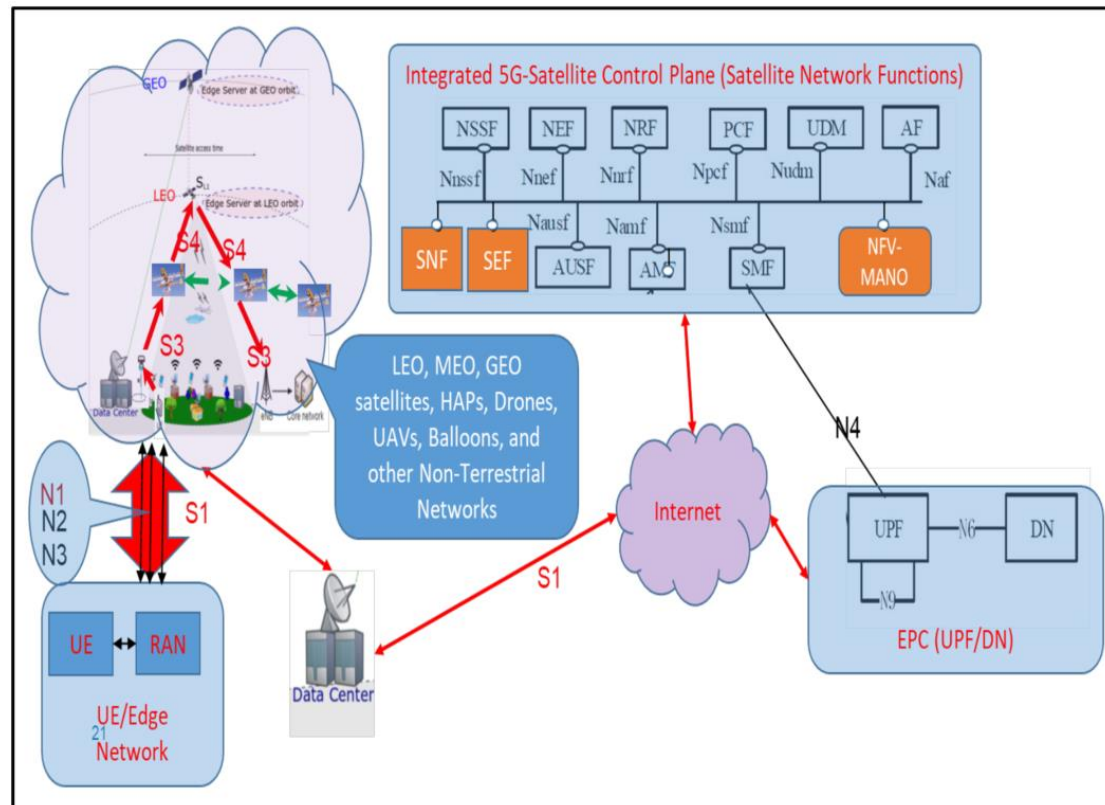 GEO
Edge Server at GEO orbit
Satellite access time
LEO
S
Edge Server at LEO orbit
S4
S4
S3
S3
Data Center
eNB
Core network
Integrated 5G-Satellite Control Plane (Satellite Network Functions)
NSSF
NEF
NRF
PCF
UDM
AF
Nnssf
Nnef
Nnrf
Npcf
Nudm
Naf
Nausf
Namf
Nsmf
SNF
SEF
AUSF
AMF
SMF
NFV-
MANO
LEO, MEO, GEO
satellites, HAPs, Drones,
UAVs, Balloons, and
other Non-Terrestrial
Networks
N1
N2
N3
S1
UE
RAN
UE/Edge
21
Network
Data Center
S1
Internet
N4
UPF
N6
DN
N9
EPC (UPF/DN)